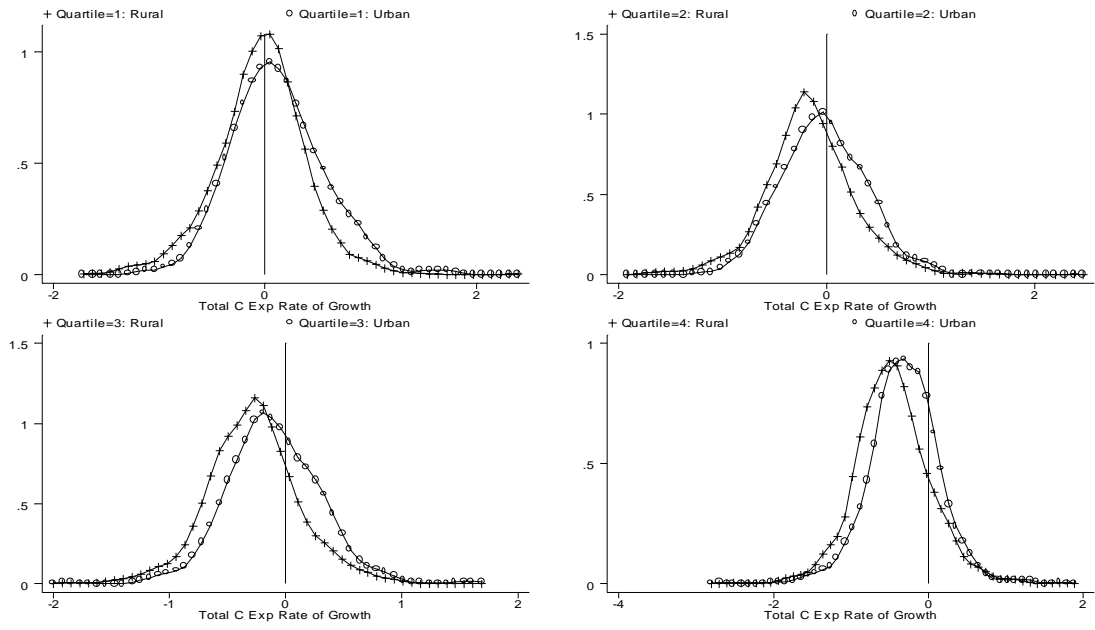 + Quartile=1: Rural o Quartile=1: Urban
1
.5
0
-2 0 2
Total C Exp Rate of Growth
+ Quartile=2: Rural o Quartile=2: Urban
1.5
1
.5
0
-2 0 2
Total C Exp Rate of Growth
+ Quartile=3: Rural o Quartile=3: Urban
1.5
1
.5
0
-2 -1 0 1 2
Total C Exp Rate of Growth
+ Quartile=4: Rural o Quartile=4: Urban
1
.5
0
-4 -2 0 2
Total C Exp Rate of Growth